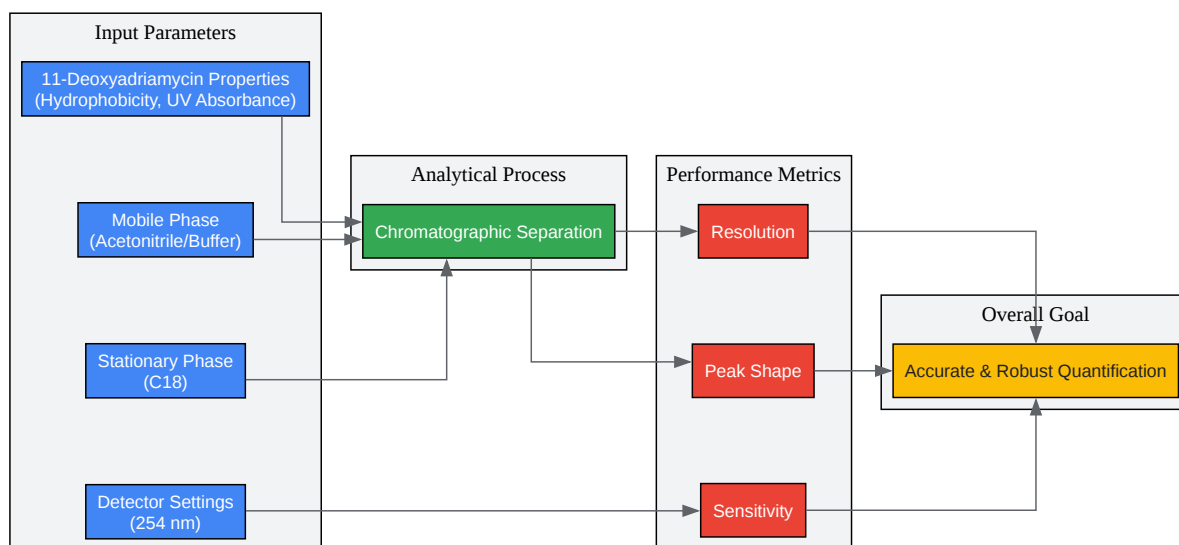 Input Parameters
11-Deoxyadriamycin Properties
(Hydrophobicity, UV Absorbance)
Mobile Phase
(Acetonitrile/Buffer)
Stationary Phase
(C18)
Detector Settings
(254 nm)
Analytical Process
Chromatographic Separation
Performance Metrics
Resolution
Peak Shape
Sensitivity
Overall Goal
Accurate & Robust Quantification